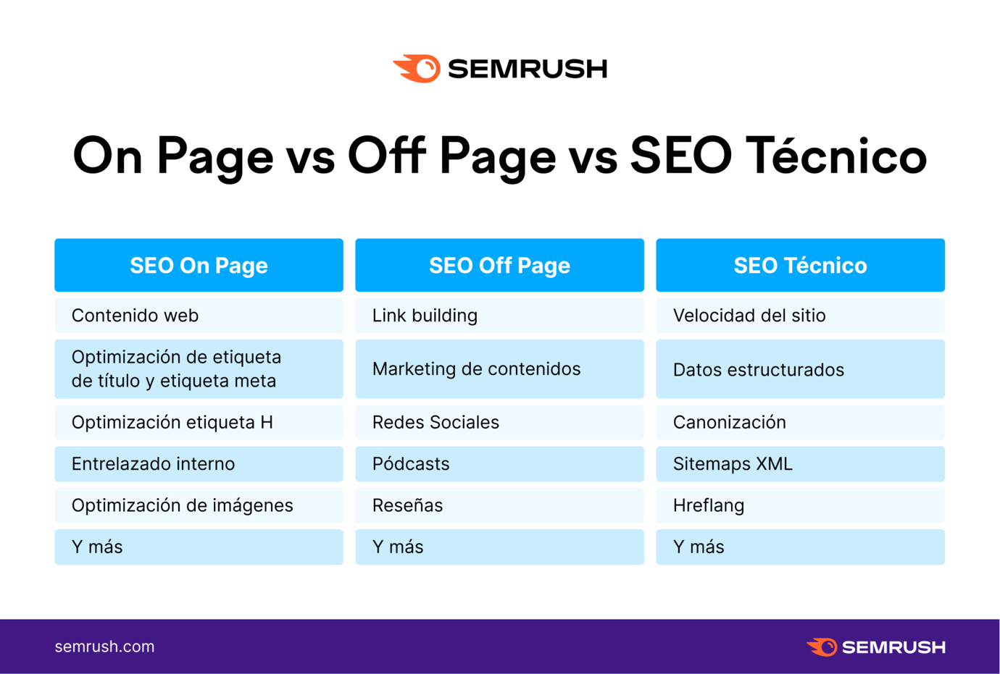 SEMRUSH
On Page vs Off Page vs SEO Técnico
SEO On Page
SEO Off Page
SEO Técnico
Contenido web
Link building
Velocidad del sitio
Optimización de etiqueta
de título y etiqueta meta
Marketing de contenidos
Datos estructurados
Optimización etiqueta H
Redes Sociales
Canonización
Entrelazado interno
Pódcasts
Sitemaps XML
Optimización de imágenes
Reseñas
Hreflang
Y más
Y más
Y más
semrush.com
SEMRUSH